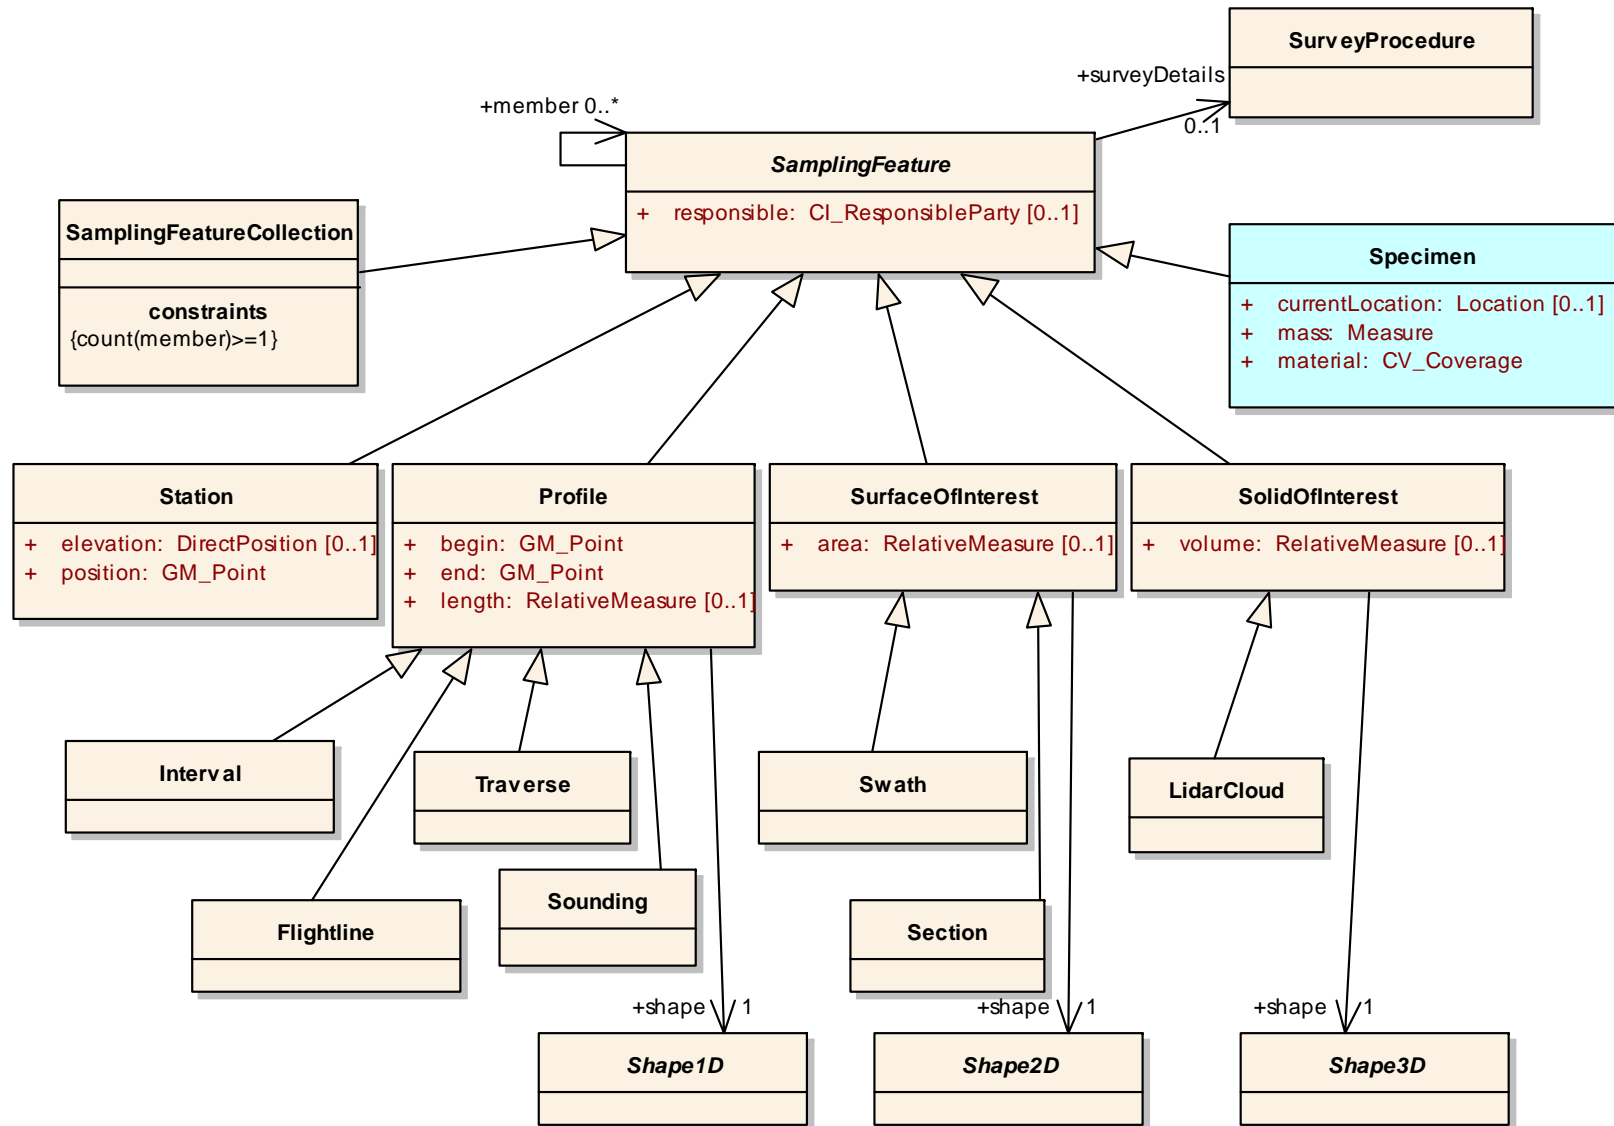 SurveyProcedure
+surveyDetails
0..1
+member 0..*
SamplingFeature
+ responsible: CI_ResponsibleParty [0..1]
SamplingFeatureCollection
constraints
{count(member)>=1}
Specimen
+ currentLocation: Location [0..1]
+ mass: Measure
+ material: CV_Coverage
Station
+ elevation: DirectPosition [0..1]
+ position: GM_Point
Profile
+ begin: GM_Point
+ end: GM_Point
+ length: RelativeMeasure [0..1]
SurfaceOfInterest
+ area: RelativeMeasure [0..1]
SolidOfInterest
+ volume: RelativeMeasure [0..1]
Interval
Traverse
Swath
LidarCloud
Flightline
Sounding
Section
+shape 1
+shape 1
+shape 1
Shape1D
Shape2D
Shape3D